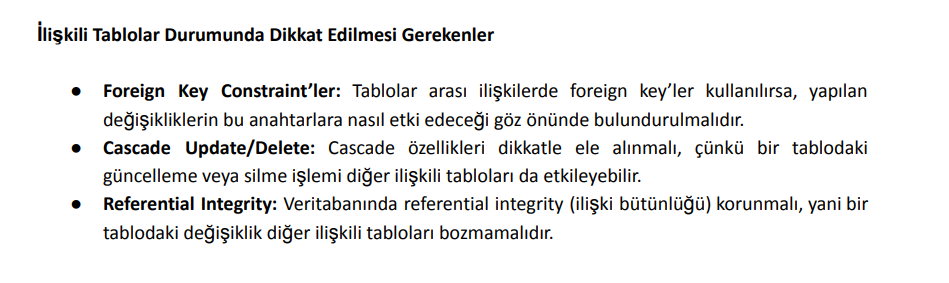 İlişkili Tablolar Durumunda Dikkat Edilmesi Gerekenler
● Foreign Key Constraint’ler: Tablolar arası ilişkilerde foreign key’ler kullanılırsa, yapılan
değişikliklerin bu anahtarlara nasıl etki edeceği göz önünde bulundurulmalıdır.
● Cascade Update/Delete: Cascade özellikleri dikkatle ele alınmalı, çünkü bir tablodaki
güncelleme veya silme işlemi diğer ilişkili tabloları da etkileyebilir.
● Referential Integrity: Veritabanında referential integrity (ilişki bütünlüğü) korunmalı, yani bir
tablodaki değişiklik diğer ilişkili tabloları bozmamalıdır.